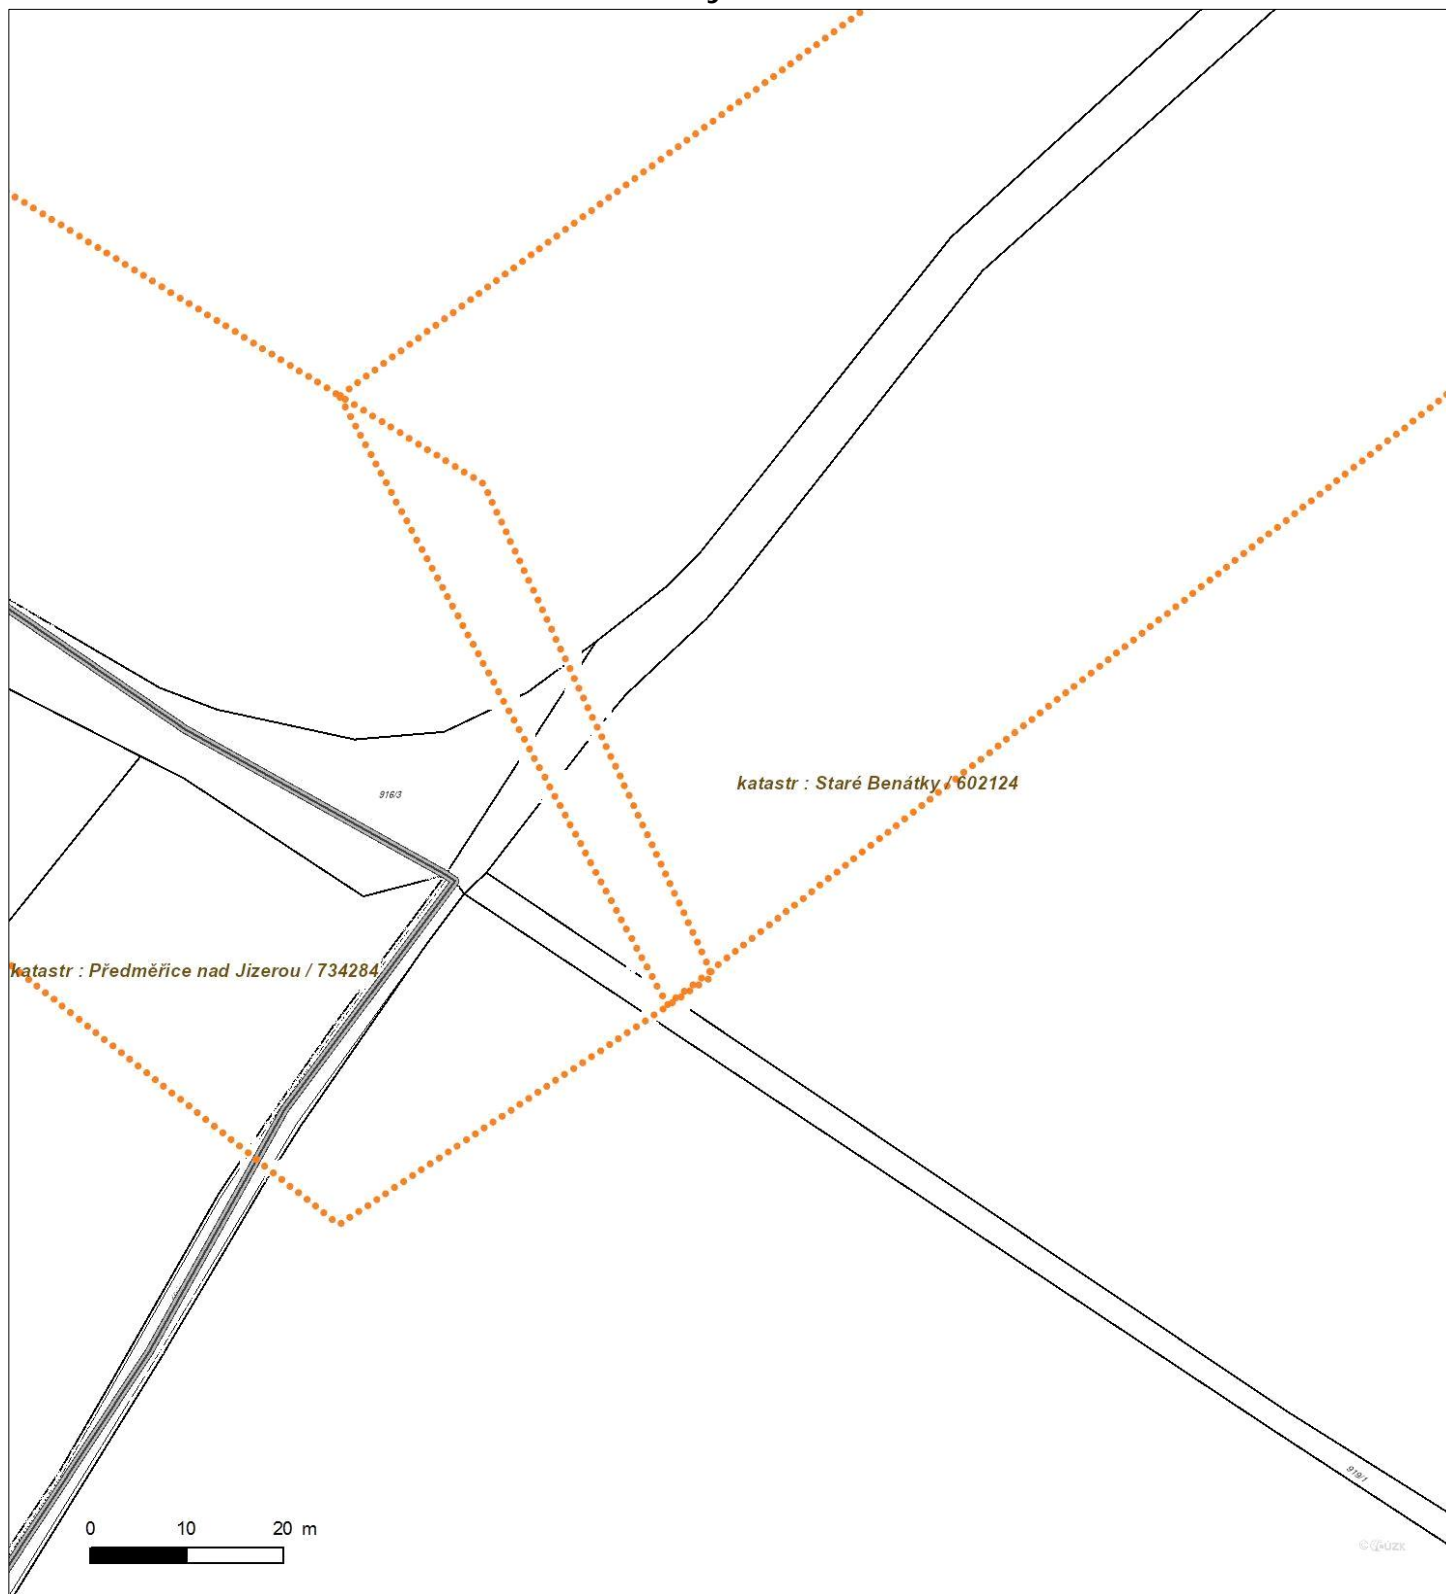 916/3
katastr : Staré Benátky / 602124
katastr : Předměřice nad Jizerou / 734284
919/1
0 10 20 m